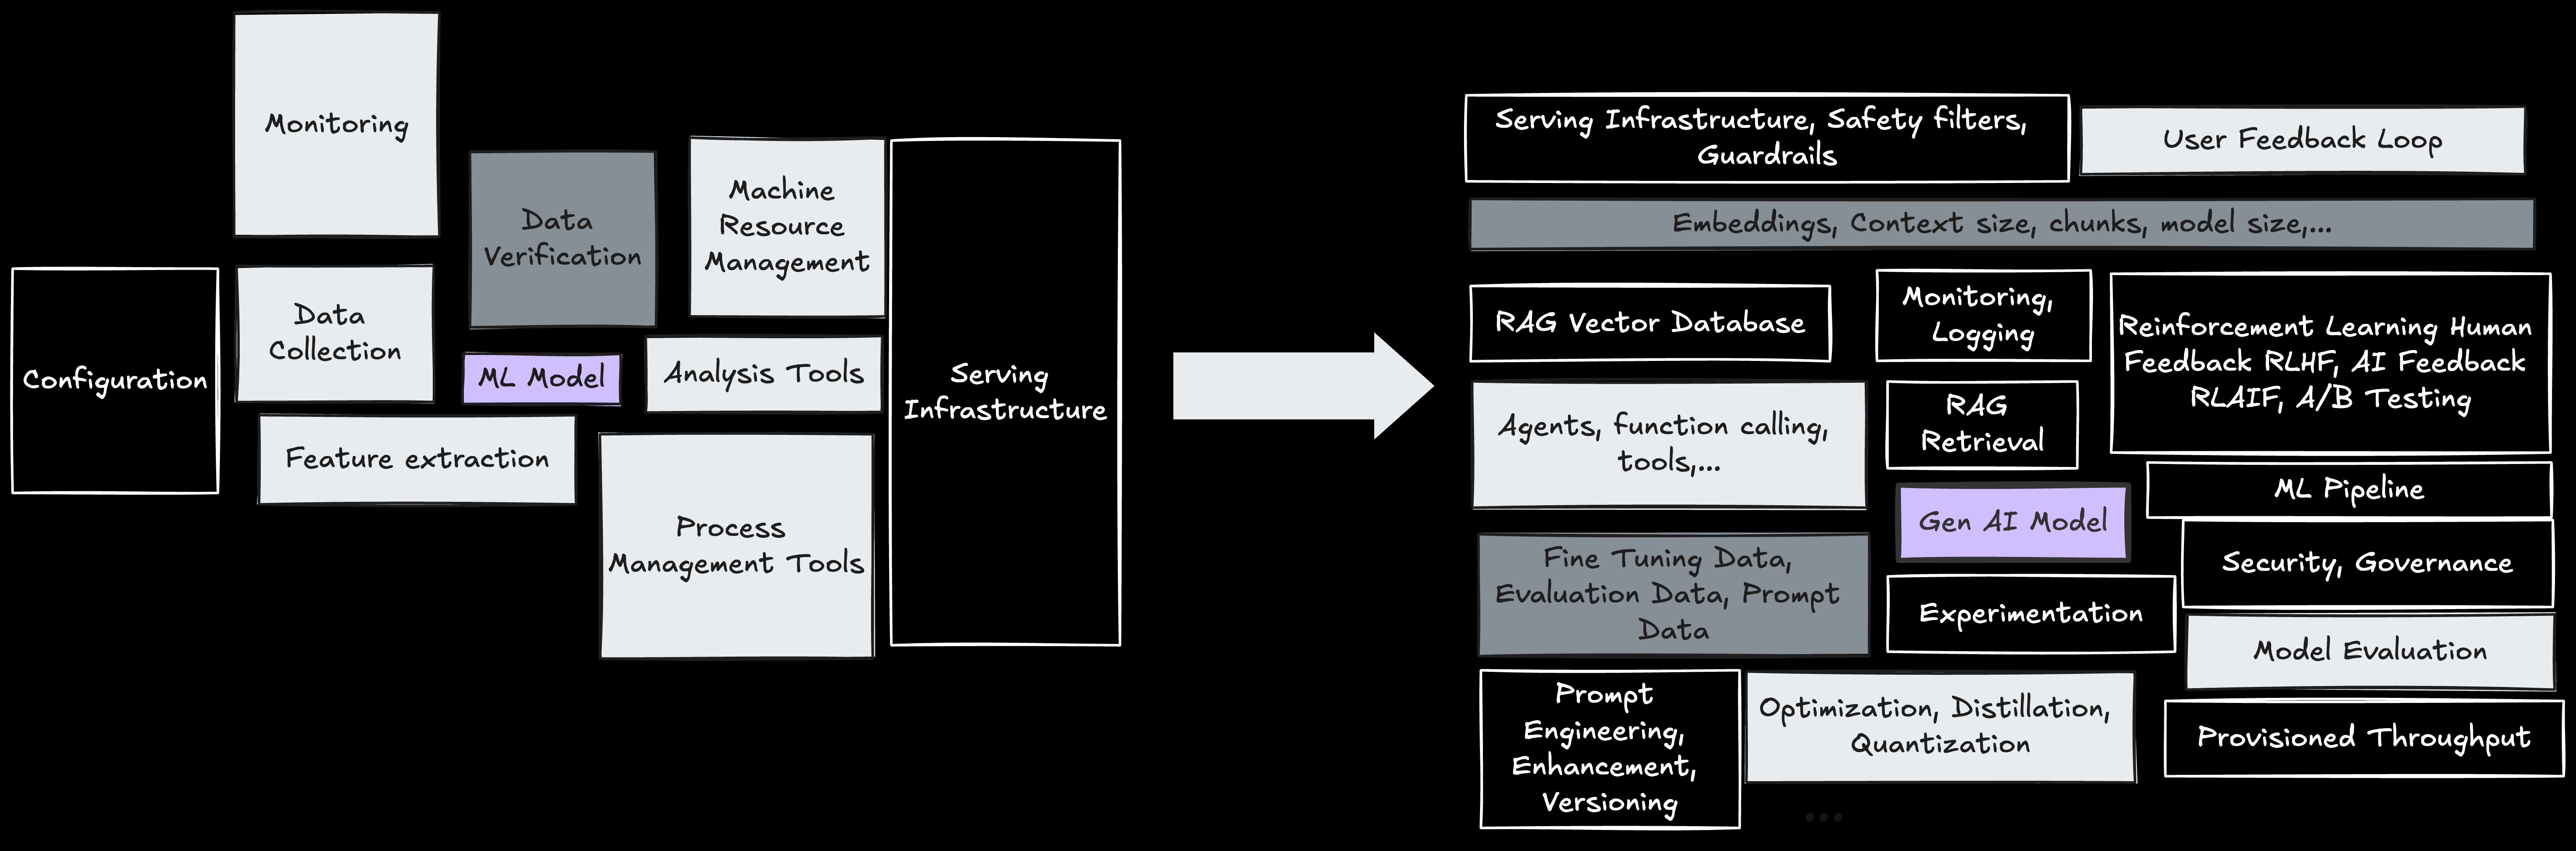 Monitoring
Data
Verification
Machine
Resource
Management
Configuration
Data
Collection
ML Model
Analysis Tools
Serving
Infrastructure
Feature extraction
Process
Management Tools
Serving Infrastructure, Safety filters,
Guardrails
User Feedback Loop
Embeddings, Context size, chunks, model size,...
RAG Vector Database
Monitoring,
Logging
Reinforcement Learning Human
Feedback RLHF, AI Feedback
RLAIF, A/B Testing
Agents, function calling,
tools,...
RAG
Retrieval
ML Pipeline
Gen AI Model
Security, Governance
Fine Tuning Data,
Evaluation Data, Prompt
Data
Experimentation
Model Evaluation
Prompt
Engineering,
Enhancement,
Versioning
Optimization, Distillation,
Quantization
Provisioned Throughput
...